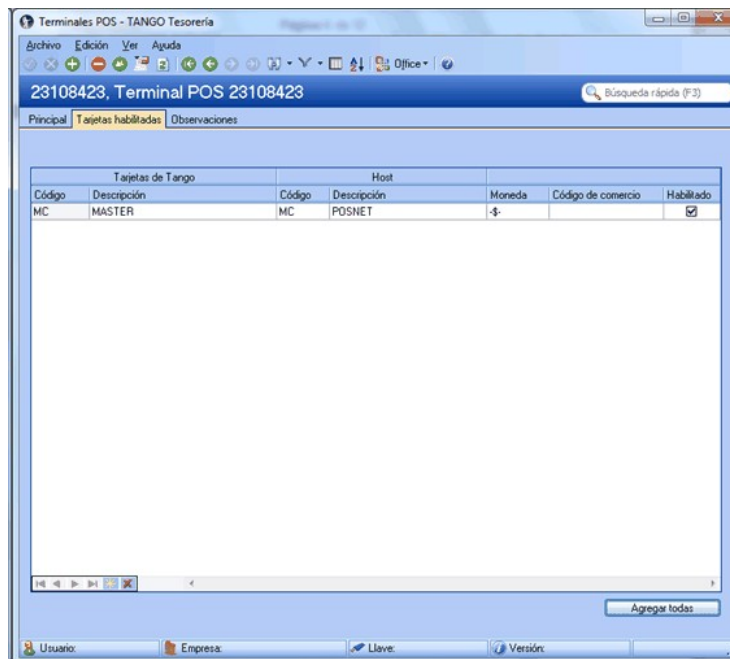 Terminales POS - TANGO Tesorería
Archivo Edición Ver Ayuda
Office
23108423, Terminal POS 23108423
Búsqueda rápida (F3)
Principal Tarjetas habilitadas Observaciones
Tarjetas de Tango Host
Código Descripción Código Descripción Moneda Código de comercio Habilitado
MC MASTER MC POSNET -$-
Agregar todas
Usuario: Empresa: Llave: Versión: